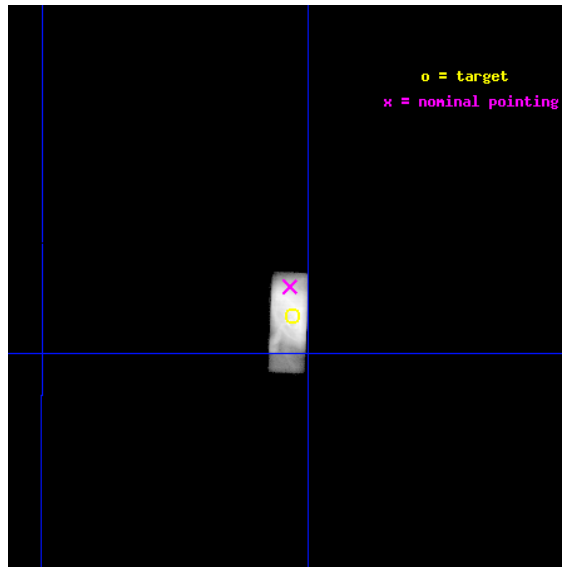 o = target
x = nominal pointing